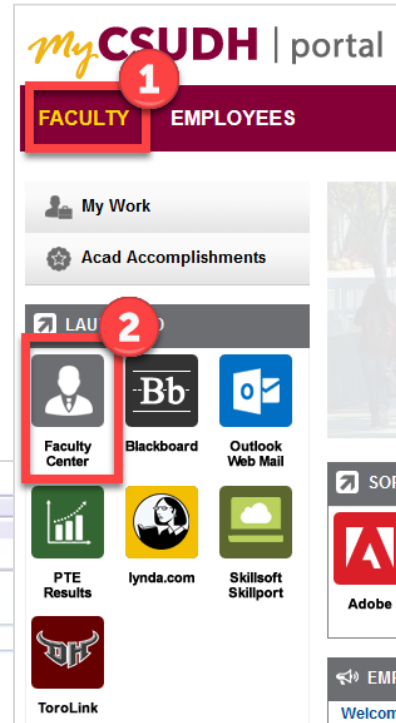 myCSUDH | portal
1
FACULTY EMPLOYEES
My Work
Acad Accomplishments
2
Bb
Faculty Center
Blackboard
Outlook Web Mail
PTE Results
lynda.com
Skillsoft Skillport
DH
ToroLink
Adobe